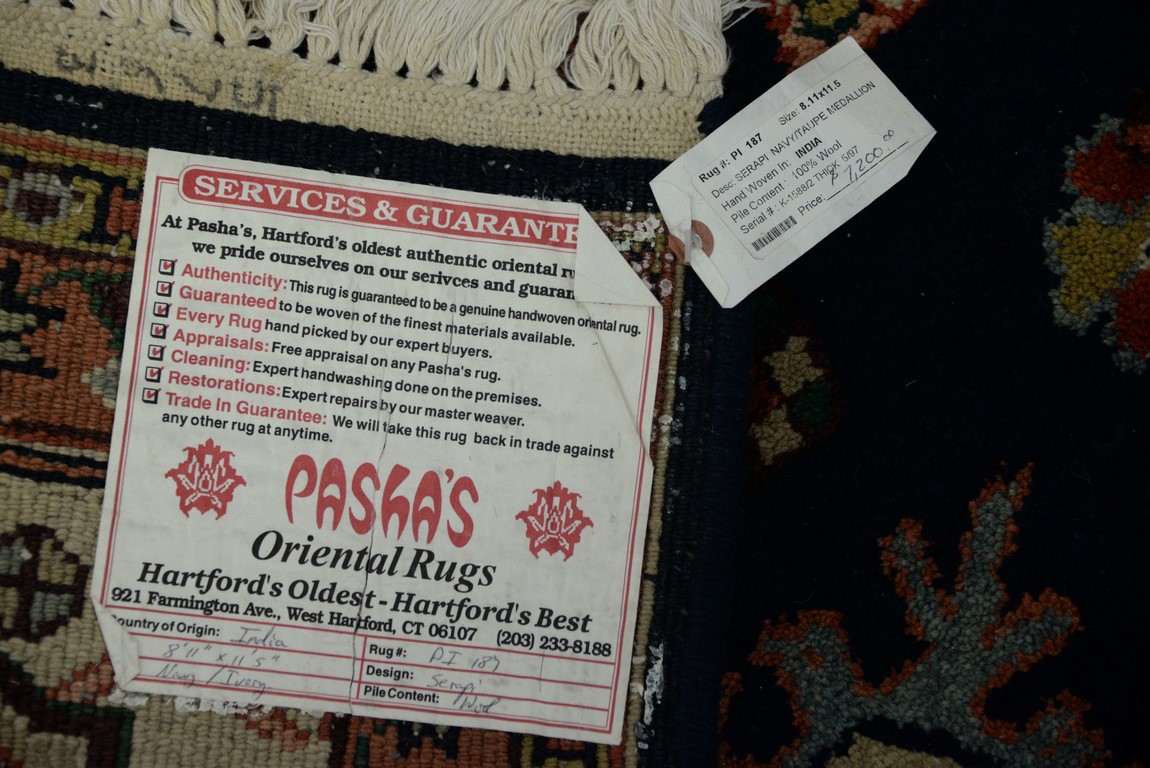 SERVICES & GUARANTE
At Pasha's, Hartford's oldest authentic oriental ru
we pride ourselves on our serivces and guaran
Authenticity: This rug is guaranteed to be a genuine handwoven oriental rug.
Guaranteed to be woven of the finest materials available.
Every Rug hand picked by our expert buyers.
Appraisals: Free appraisal on any Pasha's rug.
Cleaning: Expert handwashing done on the premises.
Restorations: Expert repairs by our master weaver.
Trade In Guarantee: We will take this rug back in trade against
any other rug at anytime.
PASHA'S
Oriental Rugs
Hartford's Oldest - Hartford's Best
921 Farmington Ave., West Hartford, CT 06107 (203) 233-8188
ountry of Origin: India
8'11" x 11'5"
Navy / Ivory
Rug #: PI 187
Design: Serapi
Pile Content: Wool
Rug #: PI 187 Size: 8.11x11.5
Desc: SERAPI NAVY/TAUPE MEDALLION
Hand Woven In: INDIA
Pile Content: 100% Wool
Serial #: K-1588/2 THICK 5/97
Price: $7,200.00